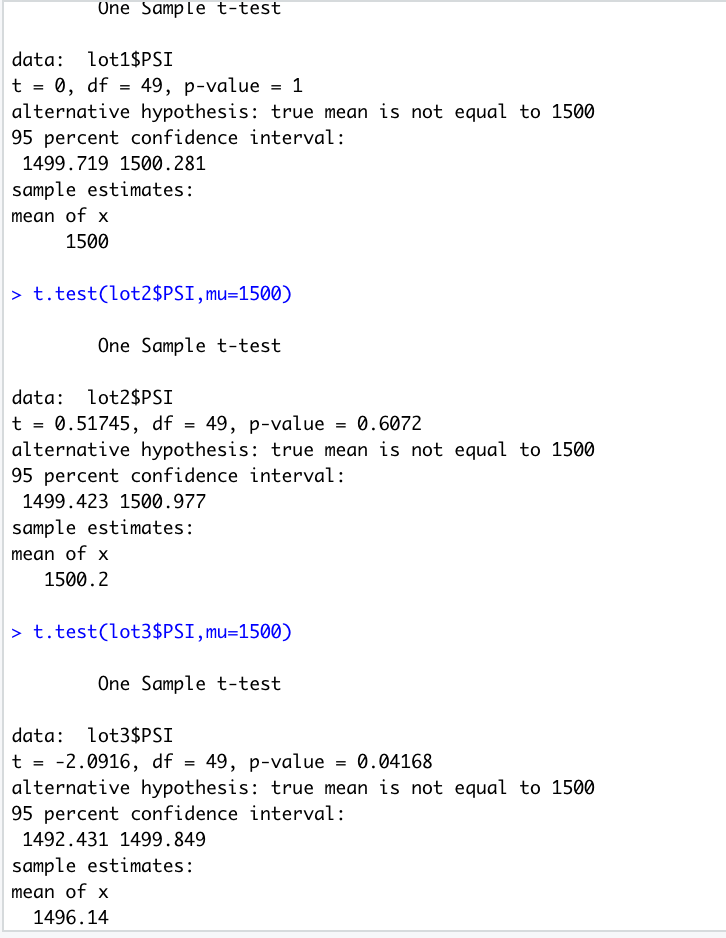 One Sample t-test
data:  lot1$PSI
t = 0, df = 49, p-value = 1
alternative hypothesis: true mean is not equal to 1500
95 percent confidence interval:
1499.719 1500.281
sample estimates:
mean of x
1500
> t.test(lot2$PSI,mu=1500)
One Sample t-test
data:  lot2$PSI
t = 0.51745, df = 49, p-value = 0.6072
alternative hypothesis: true mean is not equal to 1500
95 percent confidence interval:
1499.423 1500.977
sample estimates:
mean of x
1500.2
> t.test(lot3$PSI,mu=1500)
One Sample t-test
data:  lot3$PSI
t = -2.0916, df = 49, p-value = 0.04168
alternative hypothesis: true mean is not equal to 1500
95 percent confidence interval:
1492.431 1499.849
sample estimates:
mean of x
1496.14